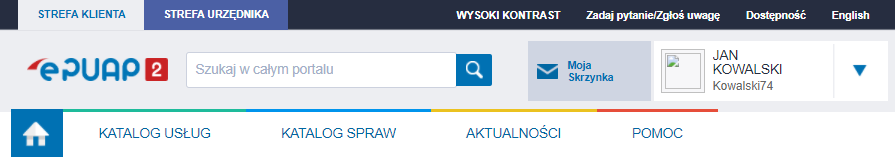 STREFA KLIENTA STREFA URZĘDNIKA WYSOKI KONTRAST Zadaj pytanie/Zgłoś uwagę Dostępność English
ePUAP 2 Szukaj w całym portalu Moja Skrzynka
JAN
KOWALSKI
Kowalski74
KATALOG USŁUG KATALOG SPRAW AKTUALNOŚCI POMOC